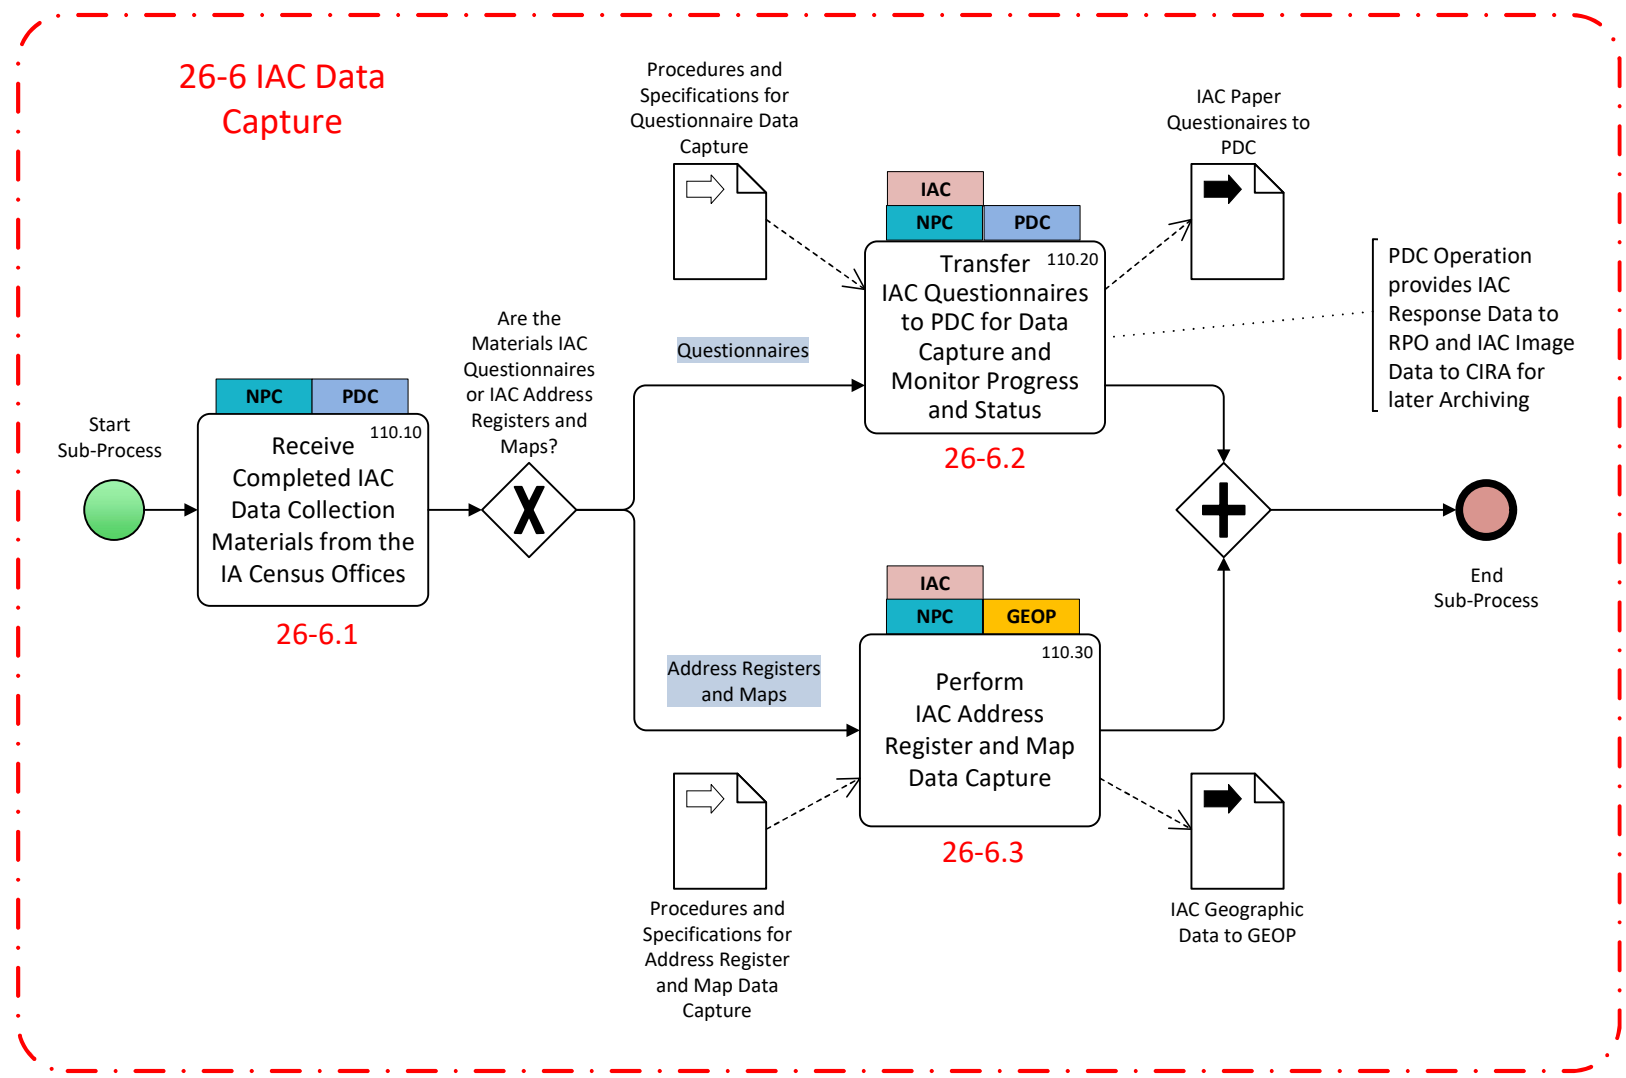 26-6 IAC Data
Capture
Procedures and
Specifications for
Questionnaire Data
Capture
IAC Paper
Questionaires to
PDC
IAC
NPC
PDC
110.20
Transfer
IAC Questionnaires
to PDC for Data
Capture and
Monitor Progress
and Status
26-6.2
PDC Operation
provides IAC
Response Data to
RPO and IAC Image
Data to CIRA for
later Archiving
Are the
Materials IAC
Questionnaires
or IAC Address
Registers and
Maps?
Questionnaires
Start
Sub-Process
NPC
PDC
110.10
Receive
Completed IAC
Data Collection
Materials from the
IA Census Offices
26-6.1
X
End
Sub-Process
IAC
NPC
GEOP
110.30
Perform
IAC Address
Register and Map
Data Capture
26-6.3
Address Registers
and Maps
Procedures and
Specifications for
Address Register
and Map Data
Capture
IAC Geographic
Data to GEOP